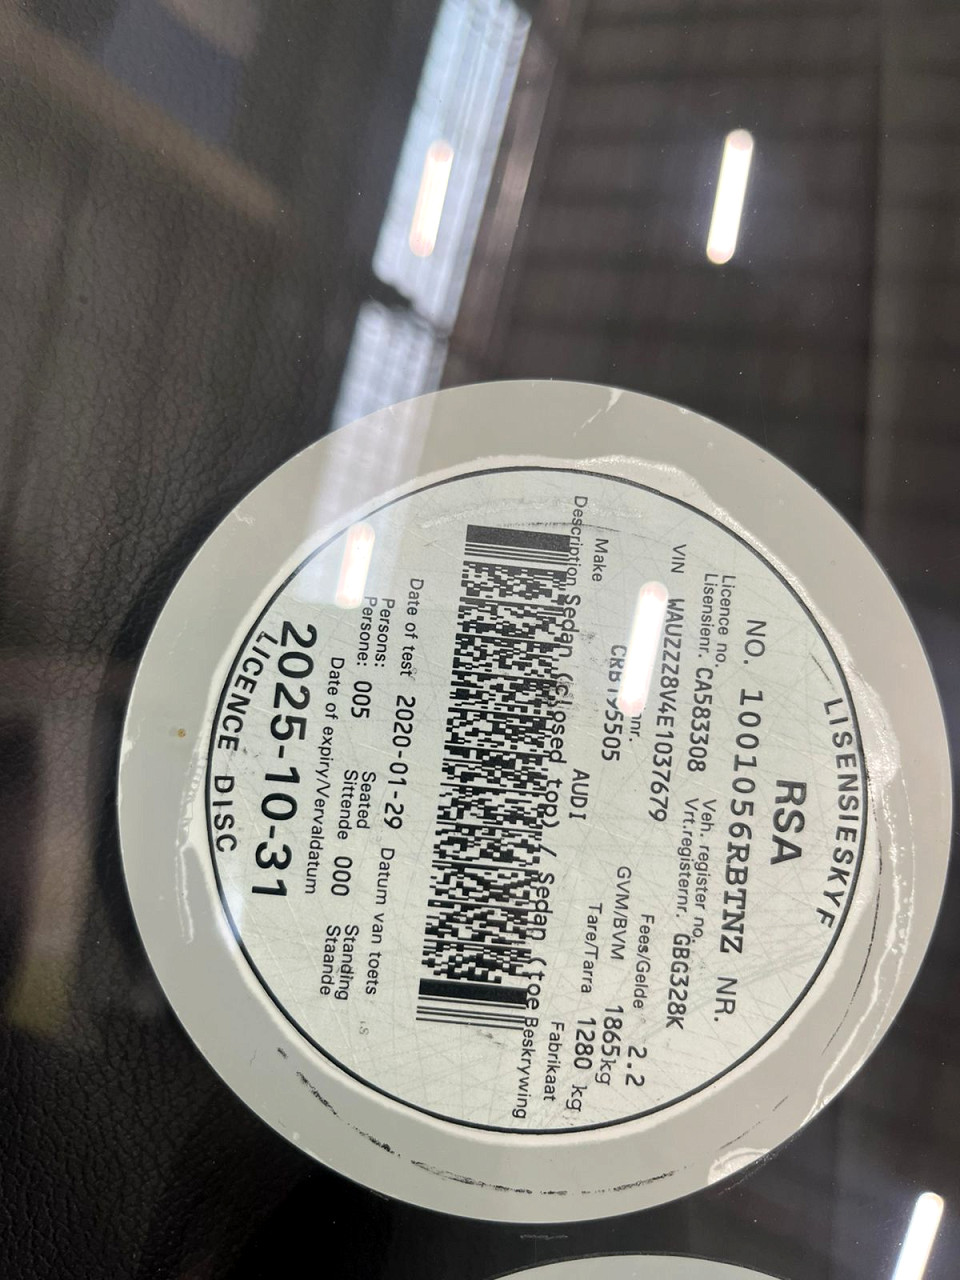 LISENSIESKYF
RSA
NO. 1001056RBTNZ NR.
Licence no. Veh. register no.
Lisensienr. CA583308 Vrt.registernr. GBG328K
VIN WAUZZZ8V4E1037679 Fees/Gelde 2.2
nr. GVM/BVM 1865kg
CRB195505 Tare/Tarra 1280 kg
Make AUDI Fabrikaat
Description Sedan (closed top) / Sedan (toe Beskrywing
Date of test 2020-01-29 Datum van toets
Persons: Seated Standing
Persone: 005 Sittende 000 Staande
Date of expiry/Vervaldatum
2025-10-31
LICENCE DISC